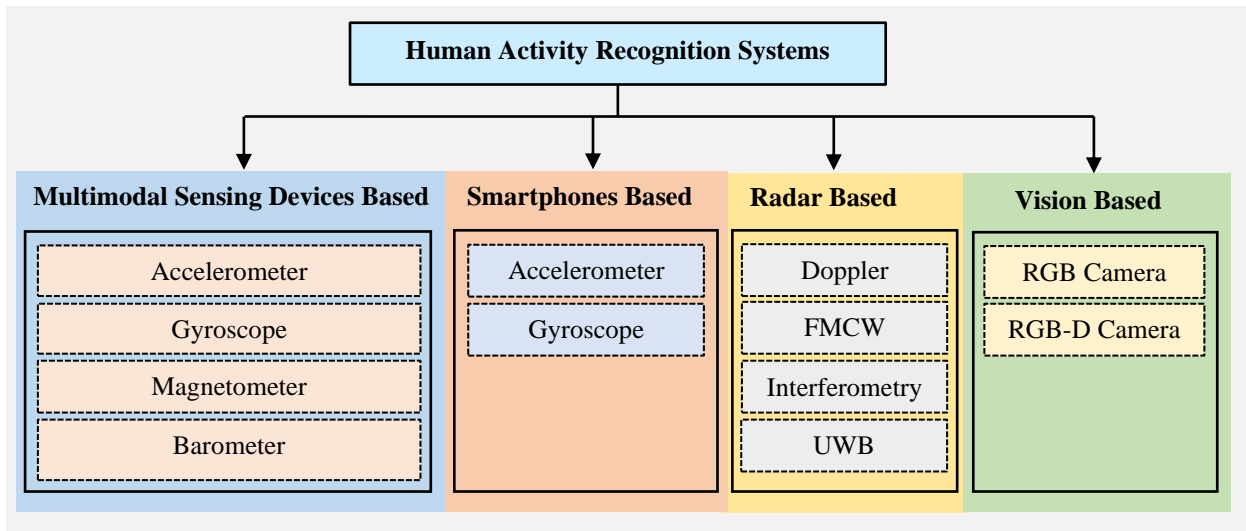 Human Activity Recognition Systems
Multimodal Sensing Devices Based
Accelerometer
Gyroscope
Magnetometer
Barometer
Smartphones Based
Accelerometer
Gyroscope
Radar Based
Doppler
FMCW
Interferometry
UWB
Vision Based
RGB Camera
RGB-D Camera